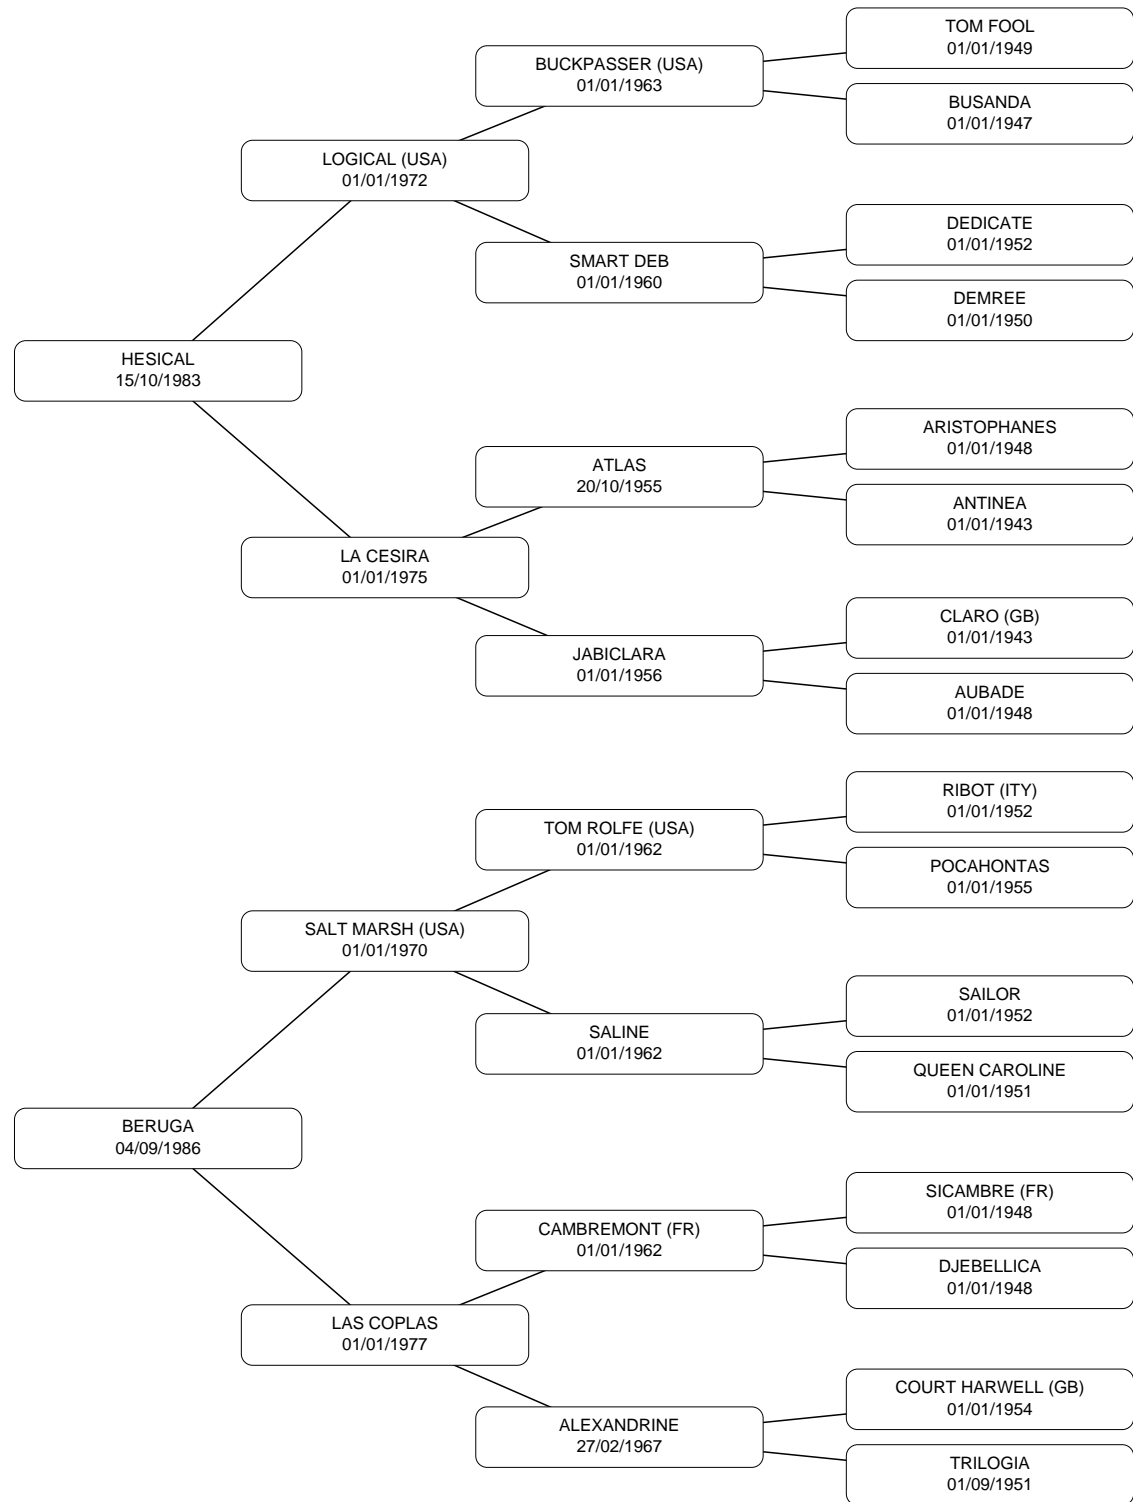 TOM FOOL
01/01/1949
BUCKPASSER (USA)
01/01/1963
BUSANDA
01/01/1947
LOGICAL (USA)
01/01/1972
DEDICATE
01/01/1952
SMART DEB
01/01/1960
DEMREE
01/01/1950
HESICAL
15/10/1983
ARISTOPHANES
01/01/1948
ATLAS
20/10/1955
ANTINEA
01/01/1943
LA CESIRA
01/01/1975
CLARO (GB)
01/01/1943
JABICLARA
01/01/1956
AUBADE
01/01/1948
RIBOT (ITY)
01/01/1952
TOM ROLFE (USA)
01/01/1962
POCAHONTAS
01/01/1955
SALT MARSH (USA)
01/01/1970
SAILOR
01/01/1952
SALINE
01/01/1962
QUEEN CAROLINE
01/01/1951
BERUGA
04/09/1986
SICAMBRE (FR)
01/01/1948
CAMBREMONT (FR)
01/01/1962
DJEBELLICA
01/01/1948
LAS COPLAS
01/01/1977
COURT HARWELL (GB)
01/01/1954
ALEXANDRINE
27/02/1967
TRILOGIA
01/09/1951